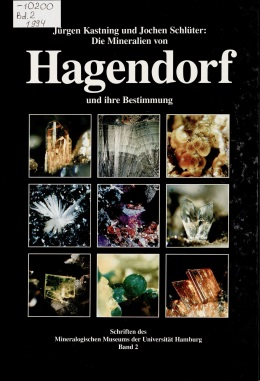 -10200
Bd.2
1994
Jürgen Kastning und Jochen Schlüter:
Die Mineralien von
Hagendorf
und ihre Bestimmung
Schriften des
Mineralogischen Museums der Universität Hamburg
Band 2